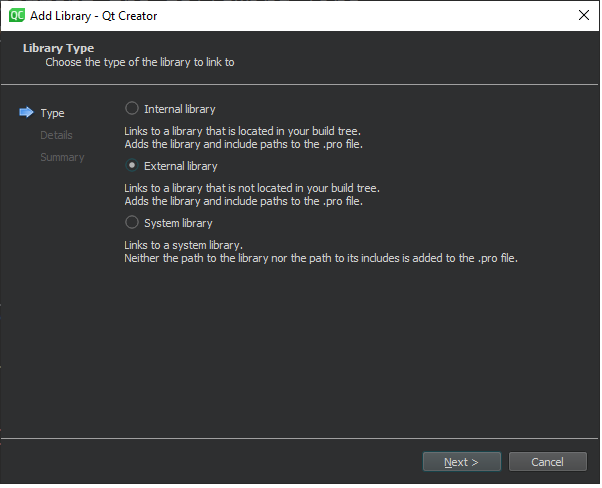 QC Add Library - Qt Creator
Library Type
Choose the type of the library to link to
Type
Details
Summary
Internal library
Links to a library that is located in your build tree.
Adds the library and include paths to the .pro file.
External library
Links to a library that is not located in your build tree.
Adds the library and include paths to the .pro file.
System library
Links to a system library.
Neither the path to the library nor the path to its includes is added to the .pro file.
Next > Cancel